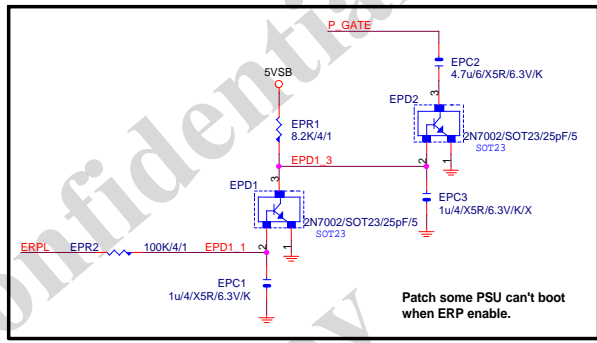 P_GATE
EPC2
4.7u/6/X5R/6.3V/K
5VSB
3
EPD2
EPR1
8.2K/4/1
2N7002/SOT23/25pF/5
SOT23
2
1
EPD1_3
3
EPD1
EPC3
1u/4/X5R/6.3V/K/X
2N7002/SOT23/25pF/5
SOT23
ERPL
EPR2
100K/4/1
EPD1_1
2
1
EPC1
1u/4/X5R/6.3V/K
Patch some PSU can't boot
when ERP enable.
onfidential